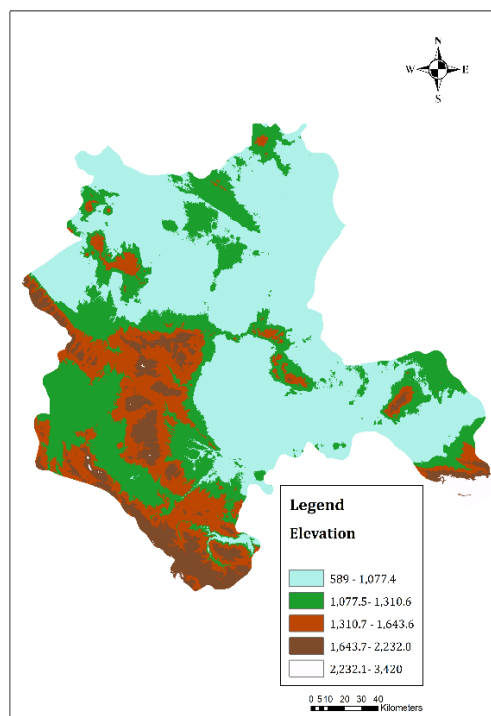 N
W E
S
Legend
Elevation
589 - 1,077.4
1,077.5- 1,310.6
1,310.7 - 1,643.6
1,643.7- 2,232.0
2,232.1- 3,420
0 5 10 20 30 40
Kilometers